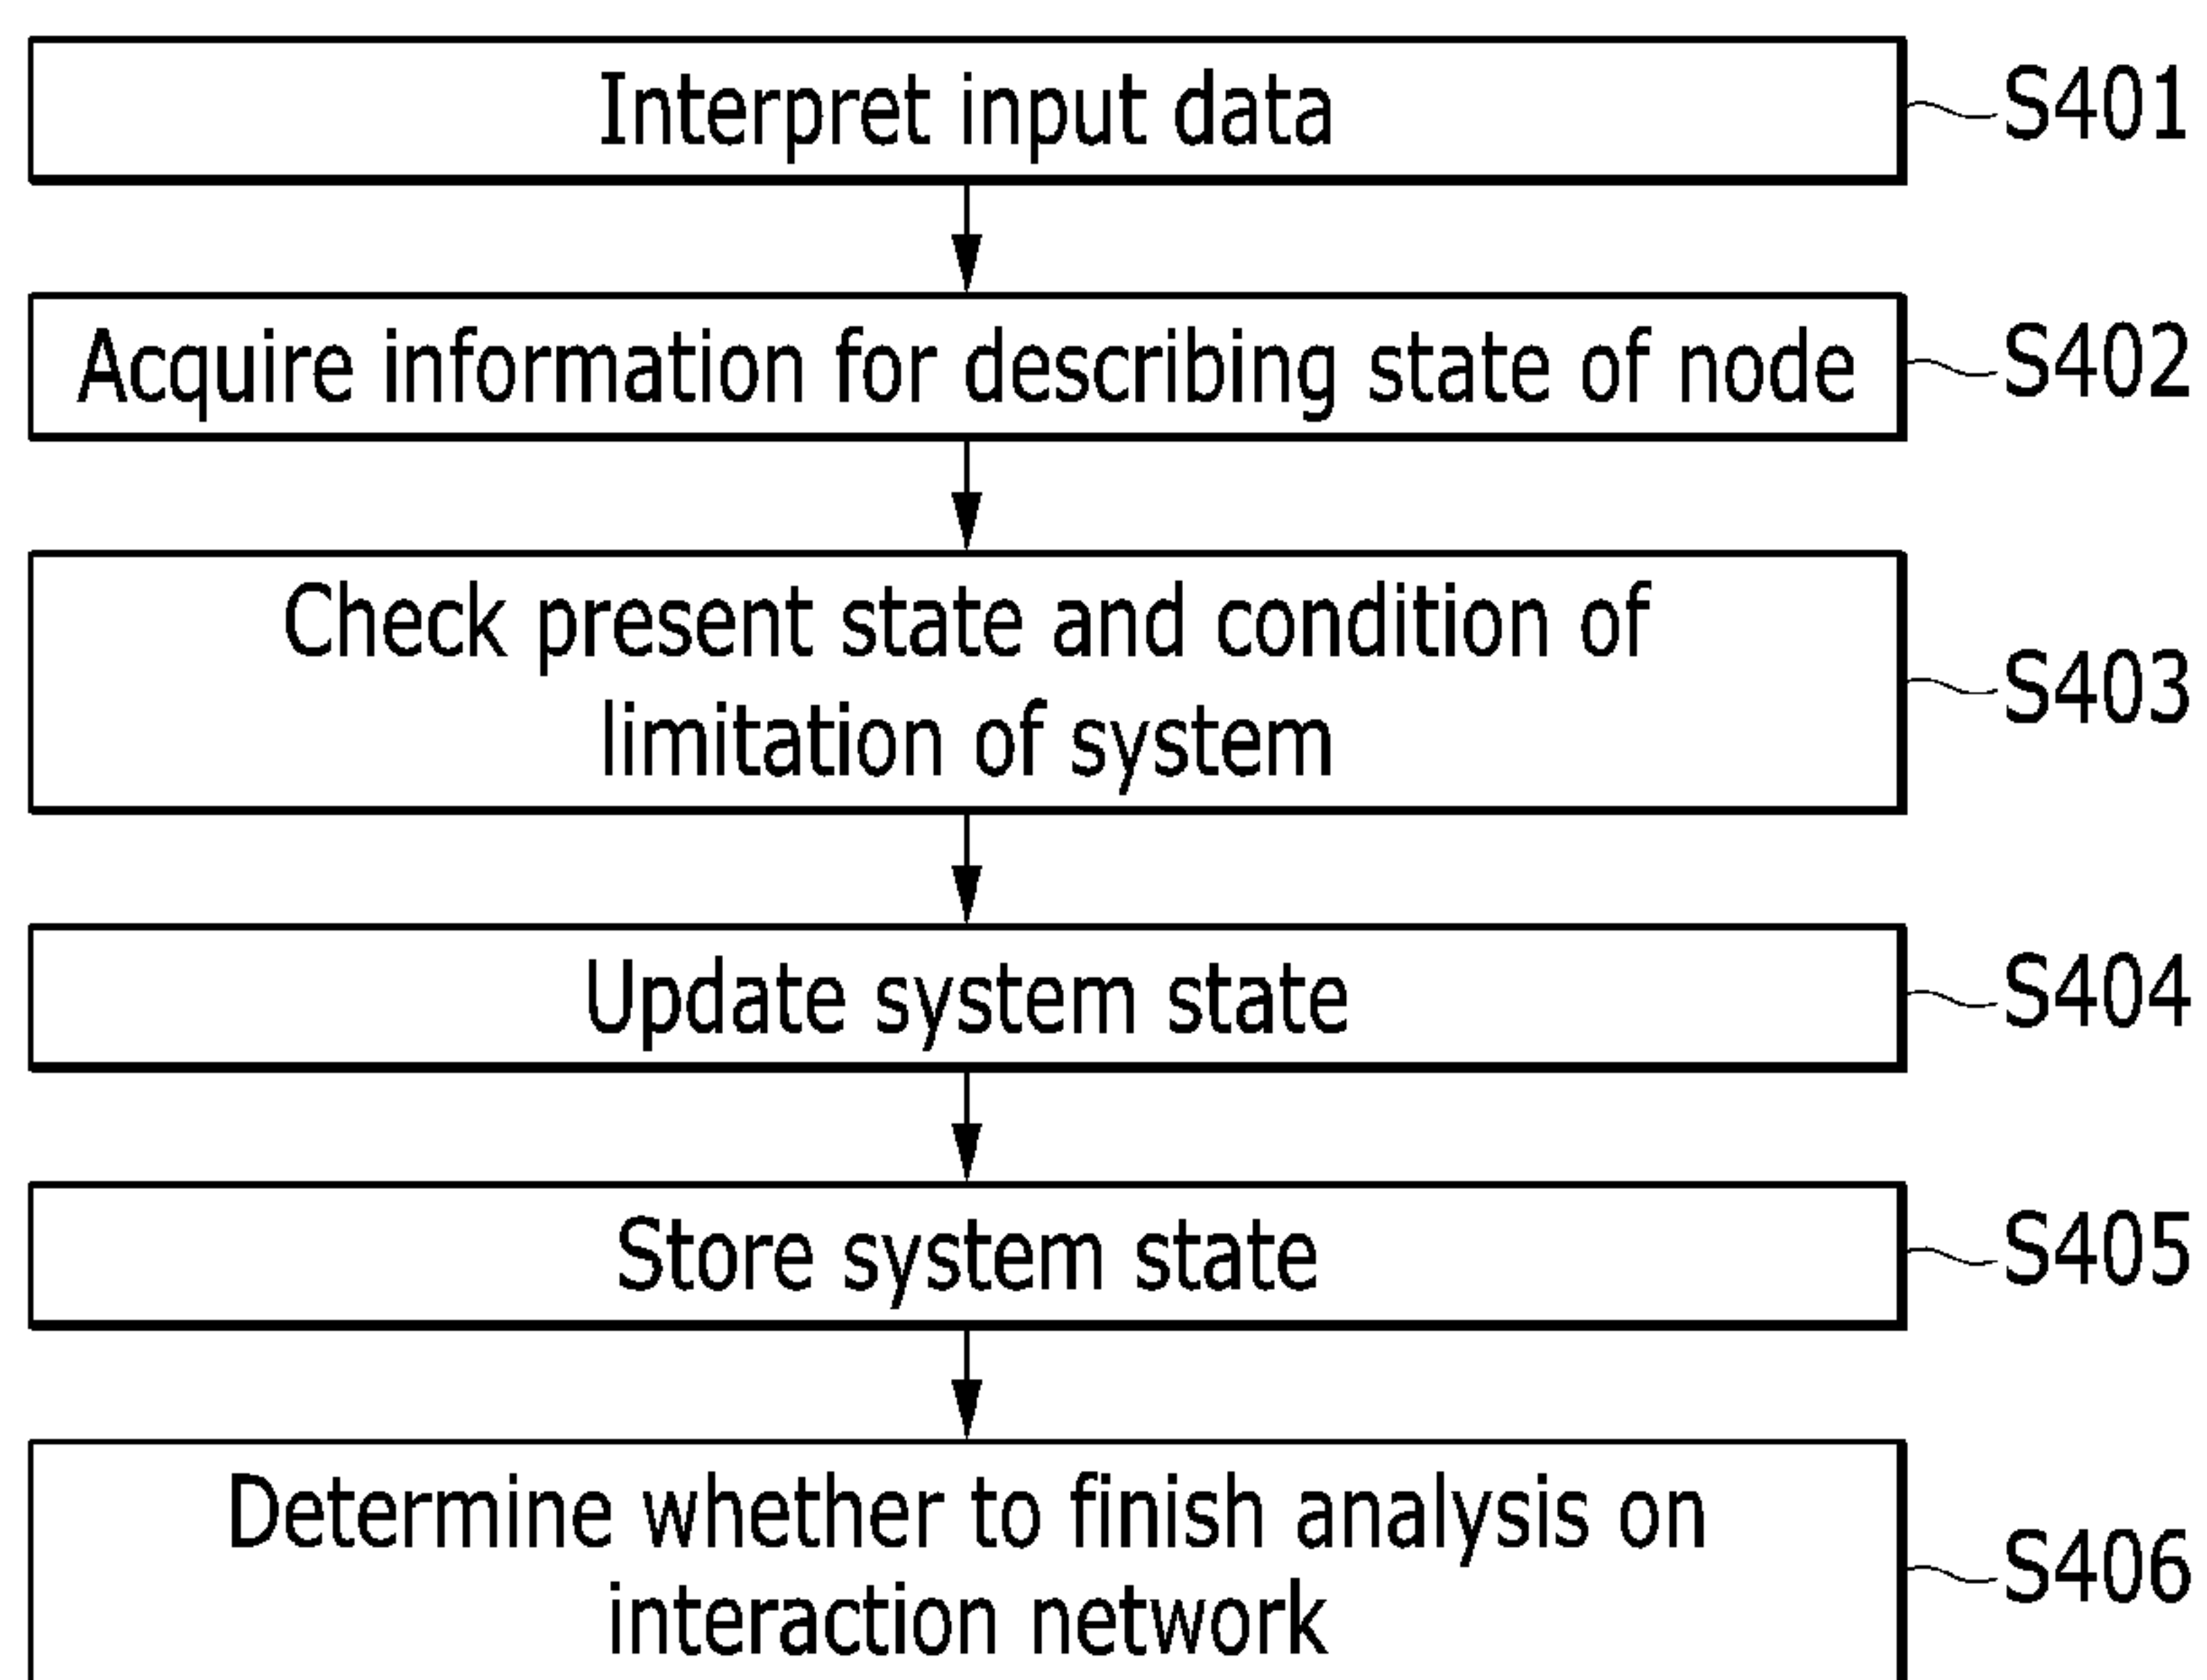 Interpret input data
S401
Acquire information for describing state of node
S402
Check present state and condition of
limitation of system
S403
Update system state
S404
Store system state
S405
Determine whether to finish analysis on
interaction network
S406